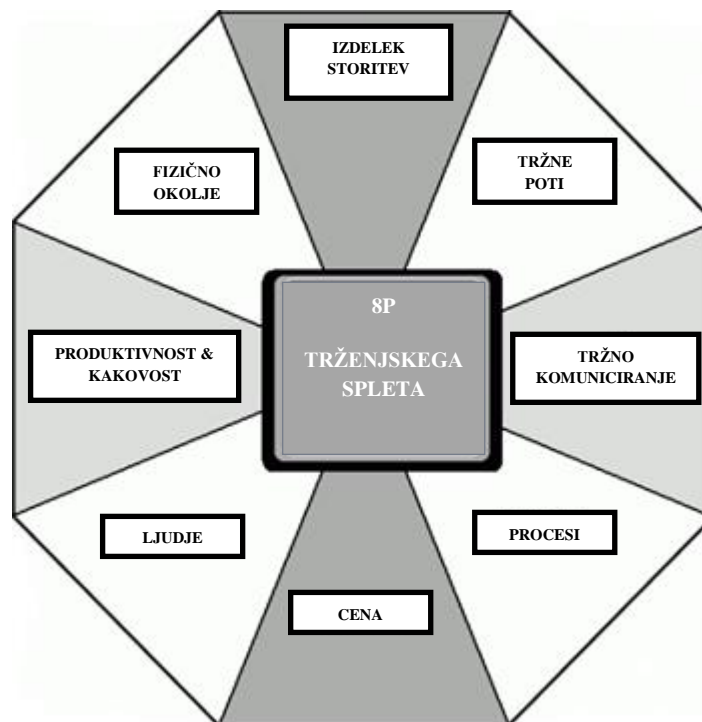 IZDELEK
STORITEV
FIZIČNO
OKOLJE
TRŽNE
POTI
8P
TRŽENJSKEGA
SPLETA
PRODUKTIVNOST &
KAKOVOST
TRŽNO
KOMUNICIRANJE
LJUDJE
PROCESI
CENA